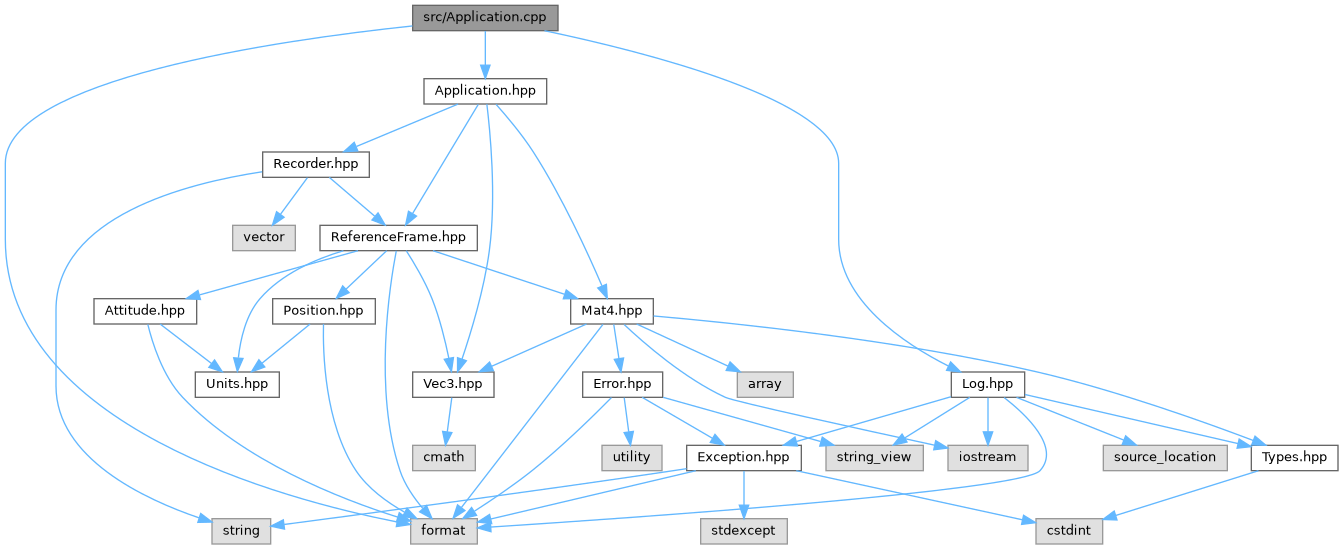 src/Application.cpp
Application.hpp
Recorder.hpp
vector
ReferenceFrame.hpp
Attitude.hpp
Position.hpp
Mat4.hpp
Units.hpp
Vec3.hpp
Error.hpp
array
Log.hpp
cmath
utility
Exception.hpp
string_view
iostream
source_location
Types.hpp
string
format
stdexcept
cstdint